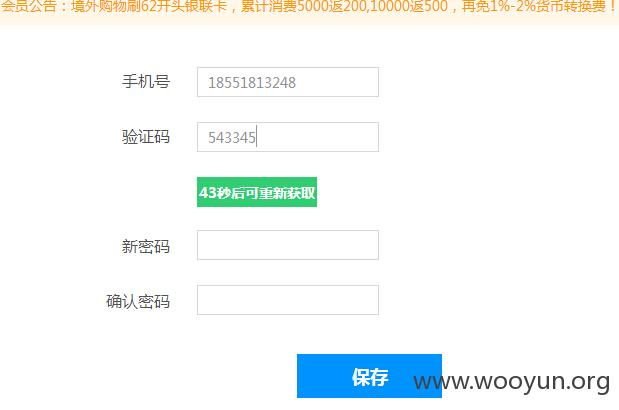 会员公告：境外购物刷62开头银联卡，累计消费5000返200,10000返500，再免1%-2%货币转换费！
手机号 18551813248
验证码 543345
43秒后可重新获取
新密码
确认密码
保存
www.wooyun.org